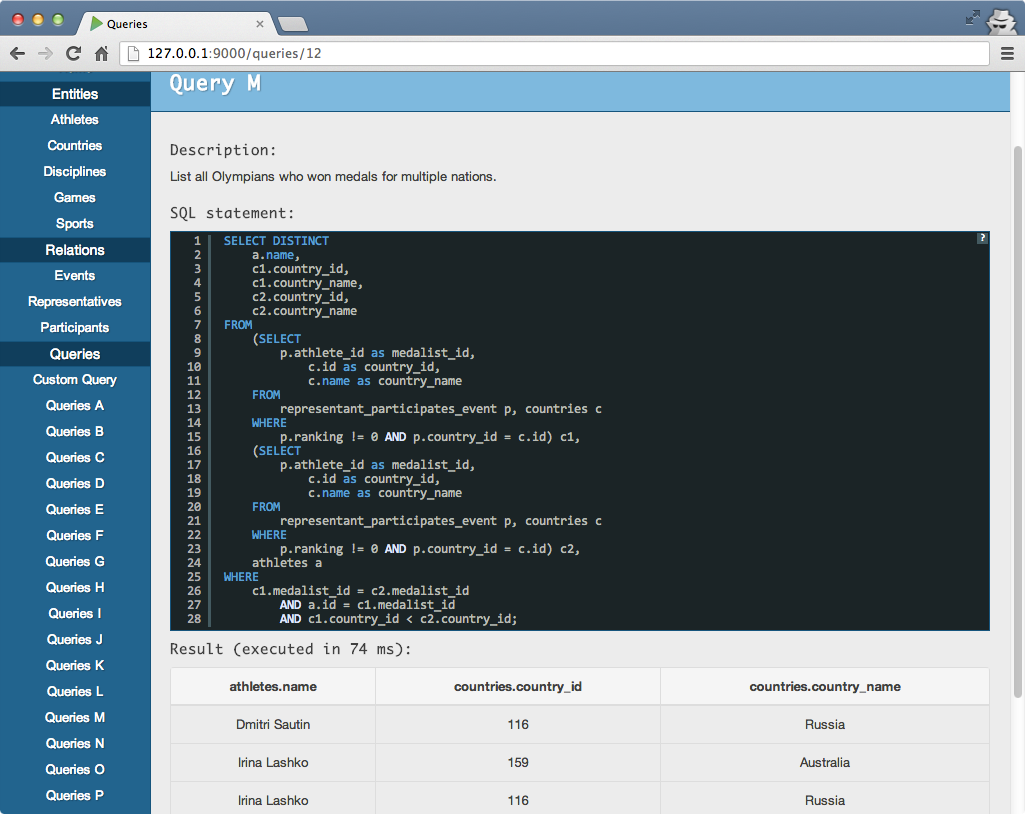 Queries
127.0.0.1:9000/queries/12
Entities
Athletes
Countries
Disciplines
Games
Sports
Relations
Events
Representatives
Participants
Queries
Custom Query
Queries A
Queries B
Queries C
Queries D
Queries E
Queries F
Queries G
Queries H
Queries I
Queries J
Queries K
Queries L
Queries M
Queries N
Queries O
Queries P
Query M
Description:
List all Olympians who won medals for multiple nations.
SQL statement:
?
1 SELECT DISTINCT
2 a.name,
3 c1.country_id,
4 c1.country_name,
5 c2.country_id,
6 c2.country_name
7 FROM
8 (SELECT
9 p.athlete_id as medalist_id,
10 c.id as country_id,
11 c.name as country_name
12 FROM
13 representant_participates_event p, countries c
14 WHERE
15 p.ranking != 0 AND p.country_id = c.id) c1,
16 (SELECT
17 p.athlete_id as medalist_id,
18 c.id as country_id,
19 c.name as country_name
20 FROM
21 representant_participates_event p, countries c
22 WHERE
23 p.ranking != 0 AND p.country_id = c.id) c2,
24 athletes a
25 WHERE
26 c1.medalist_id = c2.medalist_id
27 AND a.id = c1.medalist_id
28 AND c1.country_id < c2.country_id;
Result (executed in 74 ms):
athletes.name countries.country_id countries.country_name
Dmitri Sautin 116 Russia
Irina Lashko 159 Australia
Irina Lashko 116 Russia